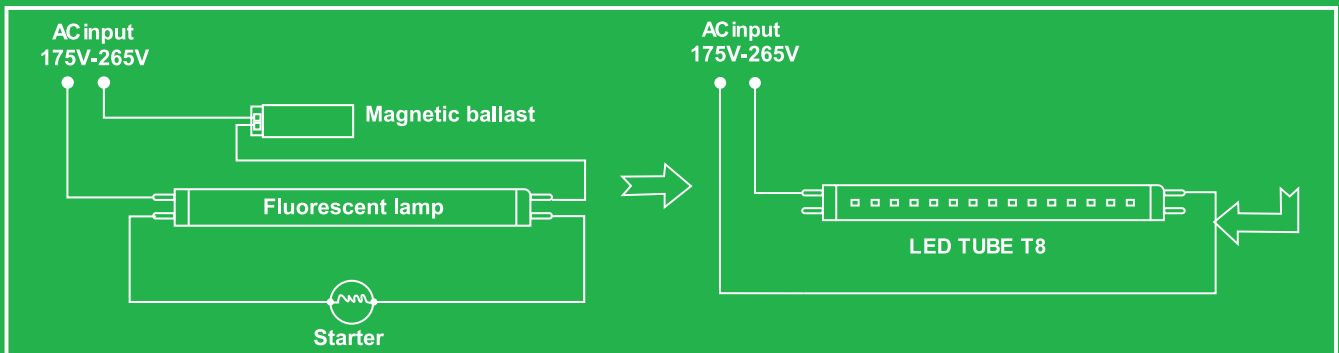 AC input
175V-265V
Magnetic ballast
Fluorescent lamp
Starter
AC input
175V-265V
LED TUBE T8